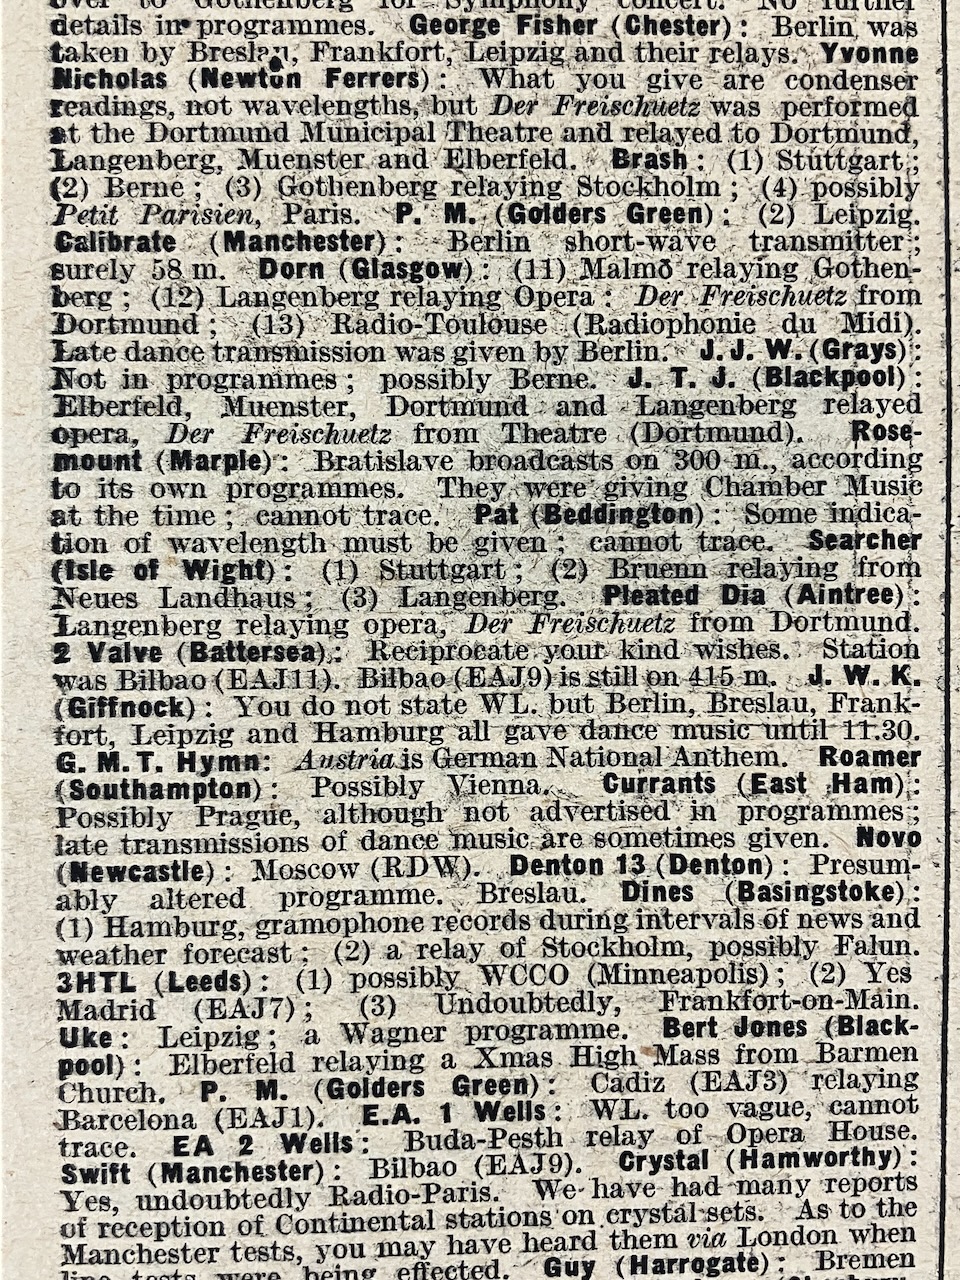 over to Gothenberg for Symphony concert. No further
details in programmes. George Fisher (Chester): Berlin was
taken by Breslau, Frankfort, Leipzig and their relays. Yvonne
Nicholas (Newton Ferrers): What you give are condenser
readings, not wavelengths, but Der Freischuetz was performed
at the Dortmund Municipal Theatre and relayed to Dortmund,
Langenberg, Muenster and Elberfeld. Brash: (1) Stuttgart;
(2) Berne; (3) Gothenberg relaying Stockholm; (4) possibly
Petit Parisien, Paris. P. M. (Golders Green): (2) Leipzig.
Calibrate (Manchester): Berlin short-wave transmitter;
surely 58 m. Dorn (Glasgow): (11) Malmö relaying Gothen-
berg; (12) Langenberg relaying Opera: Der Freischuetz from
Dortmund; (13) Radio-Toulouse (Radiophonie du Midi).
Late dance transmission was given by Berlin. J. J. W. (Grays):
Not in programmes; possibly Berne. J. T. J. (Blackpool):
Elberfeld, Muenster, Dortmund and Langenberg relayed
opera, Der Freischuetz from Theatre (Dortmund). Rose-
mount (Marple): Bratislave broadcasts on 300 m., according
to its own programmes. They were giving Chamber Music
at the time; cannot trace. Pat (Beddington): Some indica-
tion of wavelength must be given; cannot trace. Searcher
(Isle of Wight): (1) Stuttgart; (2) Bruenn relaying from
Neues Landhaus; (3) Langenberg. Pleated Dia (Aintree):
Langenberg relaying opera, Der Freischuetz from Dortmund.
2 Valve (Battersea): Reciprocate your kind wishes. Station
was Bilbao (EAJ11). Bilbao (EAJ9) is still on 415 m. J. W. K.
(Giffnock): You do not state WL. but Berlin, Breslau, Frank-
fort, Leipzig and Hamburg all gave dance music until 11.30.
G. M. T. Hymn: Austria is German National Anthem. Roamer
(Southampton): Possibly Vienna. Currants (East Ham):
Possibly Prague, although not advertised in programmes;
late transmissions of dance music are sometimes given. Novo
(Newcastle): Moscow (RDW). Denton 13 (Denton): Presum-
ably altered programme. Breslau. Dines (Basingstoke):
(1) Hamburg, gramophone records during intervals of news and
weather forecast; (2) a relay of Stockholm, possibly Falun.
3HTL (Leeds): (1) possibly WCCO (Minneapolis); (2) Yes
Madrid (EAJ7); (3) Undoubtedly, Frankfort-on-Main.
Uke: Leipzig; a Wagner programme. Bert Jones (Black-
pool): Elberfeld relaying a Xmas High Mass from Barmen
Church. P. M. (Golders Green): Cadiz (EAJ3) relaying
Barcelona (EAJ1). E.A. 1 Wells: WL. too vague, cannot
trace. EA 2 Wells: Buda-Pesth relay of Opera House.
Swift (Manchester): Bilbao (EAJ9). Crystal (Hamworthy):
Yes, undoubtedly Radio-Paris. We have had many reports
of reception of Continental stations on crystal sets. As to the
Manchester tests, you may have heard them via London when
line tests were being effected. Guy (Harrogate): Bremen